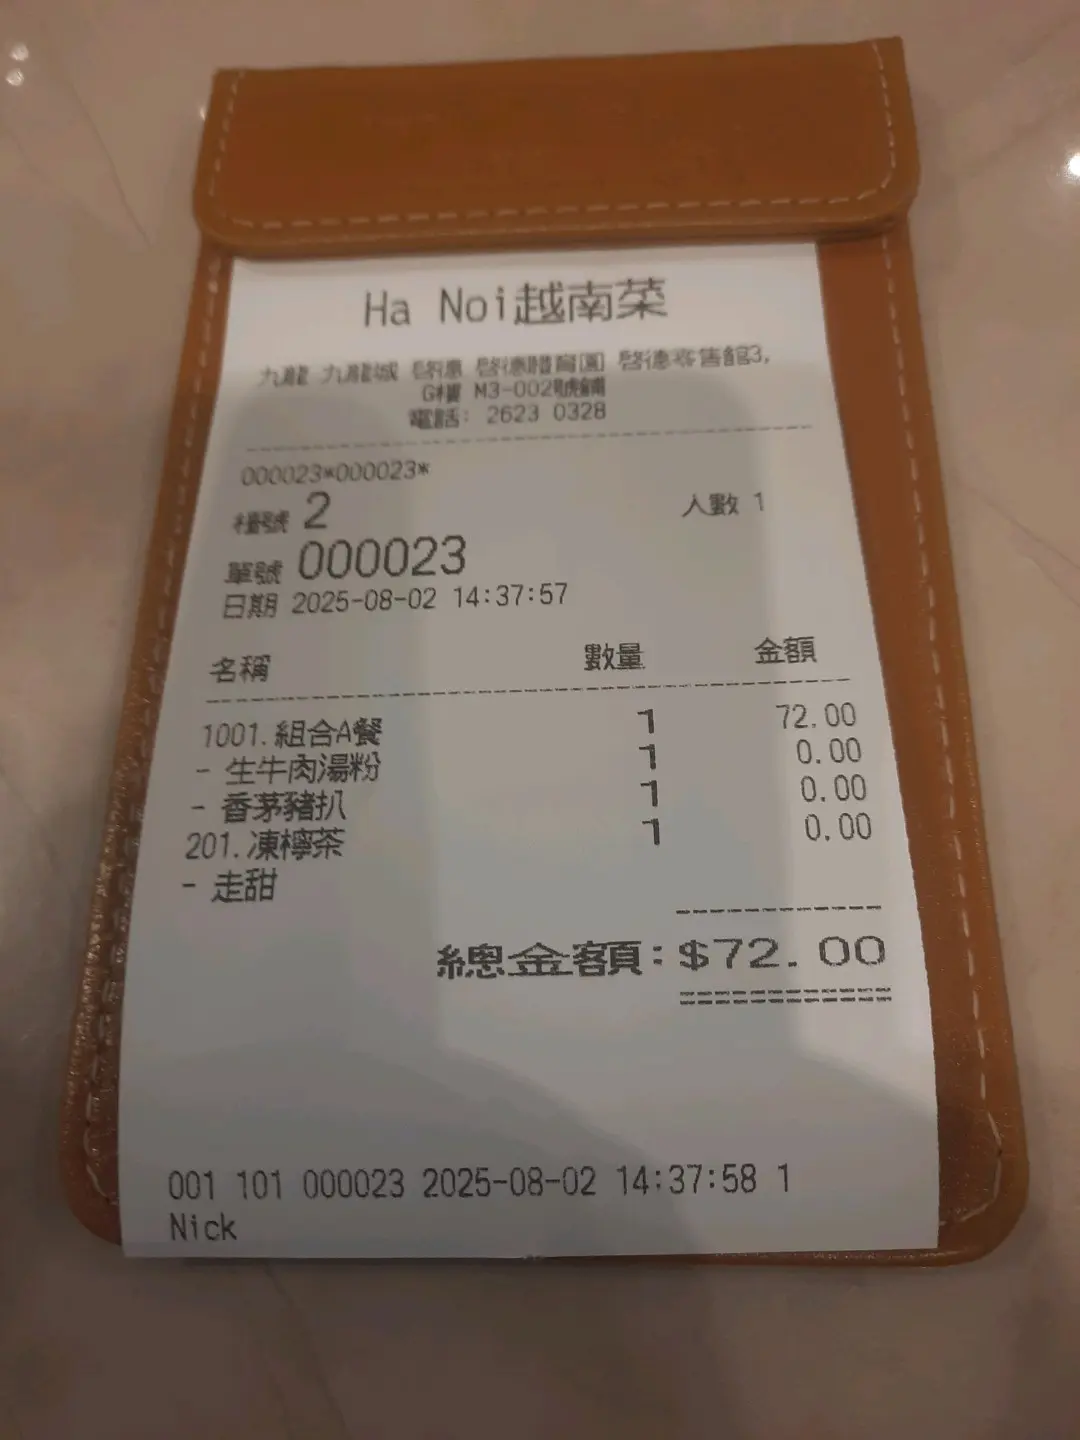 Ha Noi越南菜
九龍 九龍城 啓德 啓德體育園 啓德零售館3,
G樓 M3-002號舖
電話: 2623 0328
000023*000023*
檯號 2 人數 1
單號 000023
日期 2025-08-02 14:37:57
名稱 數量 金額
1001.組合A餐 1 72.00
- 生牛肉湯粉 1 0.00
- 香茅豬扒 1 0.00
201.凍檸茶 1 0.00
- 走甜
總金額:$72.00
001 101 000023 2025-08-02 14:37:58 1
Nick